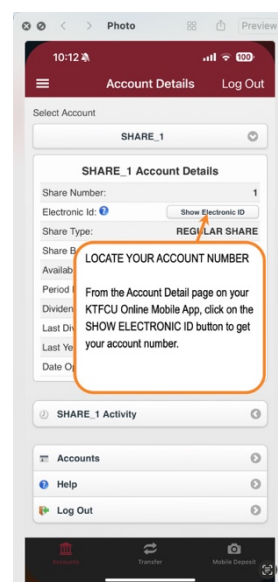 Photo
Preview
10:12
100
Account Details
Log Out
Select Account
SHARE_1
SHARE_1 Account Details
Share Number: 1
Electronic Id: ? Show Electronic ID
Share Type: REGULAR SHARE
Share B
Availab
Period
Dividen
Last Div
Last Ye
Date Op
LOCATE YOUR ACCOUNT NUMBER
From the Account Detail page on your
KTFCU Online Mobile App, click on the
SHOW ELECTRONIC ID button to get
your account number.
SHARE_1 Activity
Accounts
Help
Log Out
Accounts
Transfer
Mobile Deposit